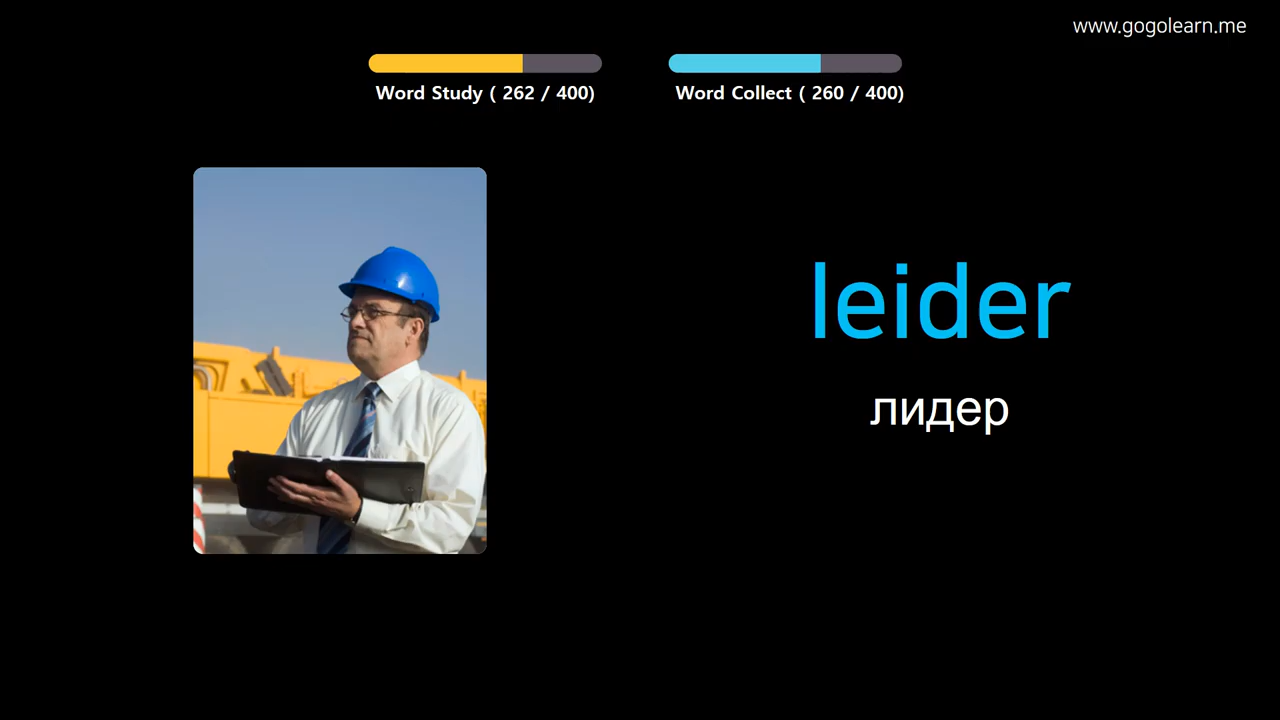 www.gogolearn.me
Word Study ( 262 / 400)
Word Collect ( 260 / 400)
leider
лидер